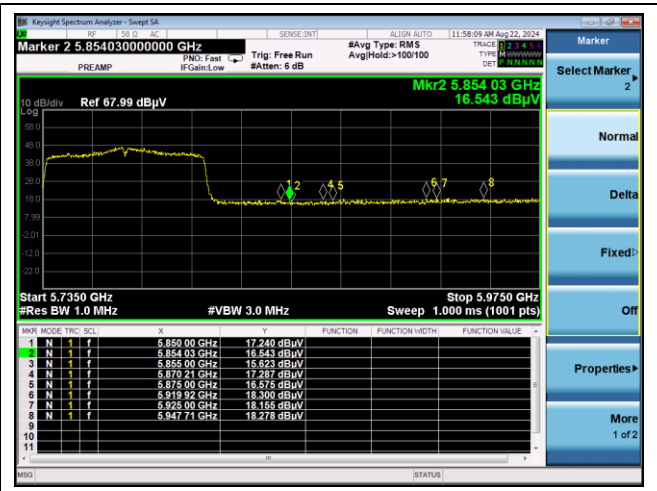 Keysight Spectrum Analyzer - Swept SA
RF 50 Ω AC SENSE:INT ALIGN AUTO 11:58:09 AM Aug 22, 2024
Marker 2 5.854030000000 GHz
PREAMP
PNO: Fast
IFGain:Low
Trig: Free Run
#Atten: 6 dB
#Avg Type: RMS
Avg|Hold:>100/100
TRACE 1 2 3 4 5 6
TYPE M WWWWW
DET P N N N N N
Mkr2 5.854 03 GHz
16.543 dBµV
10 dB/div Ref 67.99 dBµV
Log
58.0
48.0
38.0
28.0
18.0
7.99
-2.01
-12.0
-22.0
1 2 4 5 6 7 8
Start 5.7350 GHz Stop 5.9750 GHz
#Res BW 1.0 MHz #VBW 3.0 MHz Sweep 1.000 ms (1001 pts)
MKR MODE TRC SCL X Y FUNCTION FUNCTION WIDTH FUNCTION VALUE
1 N 1 f 5.850 00 GHz 17.240 dBµV
2 N 1 f 5.854 03 GHz 16.543 dBµV
3 N 1 f 5.855 00 GHz 15.623 dBµV
4 N 1 f 5.870 21 GHz 17.287 dBµV
5 N 1 f 5.875 00 GHz 16.575 dBµV
6 N 1 f 5.919 92 GHz 18.300 dBµV
7 N 1 f 5.925 00 GHz 18.155 dBµV
8 N 1 f 5.947 71 GHz 18.278 dBµV
9
10
11
MSG STATUS
Marker
Select Marker
2
Normal
Delta
Fixed
Off
Properties
More
1 of 2